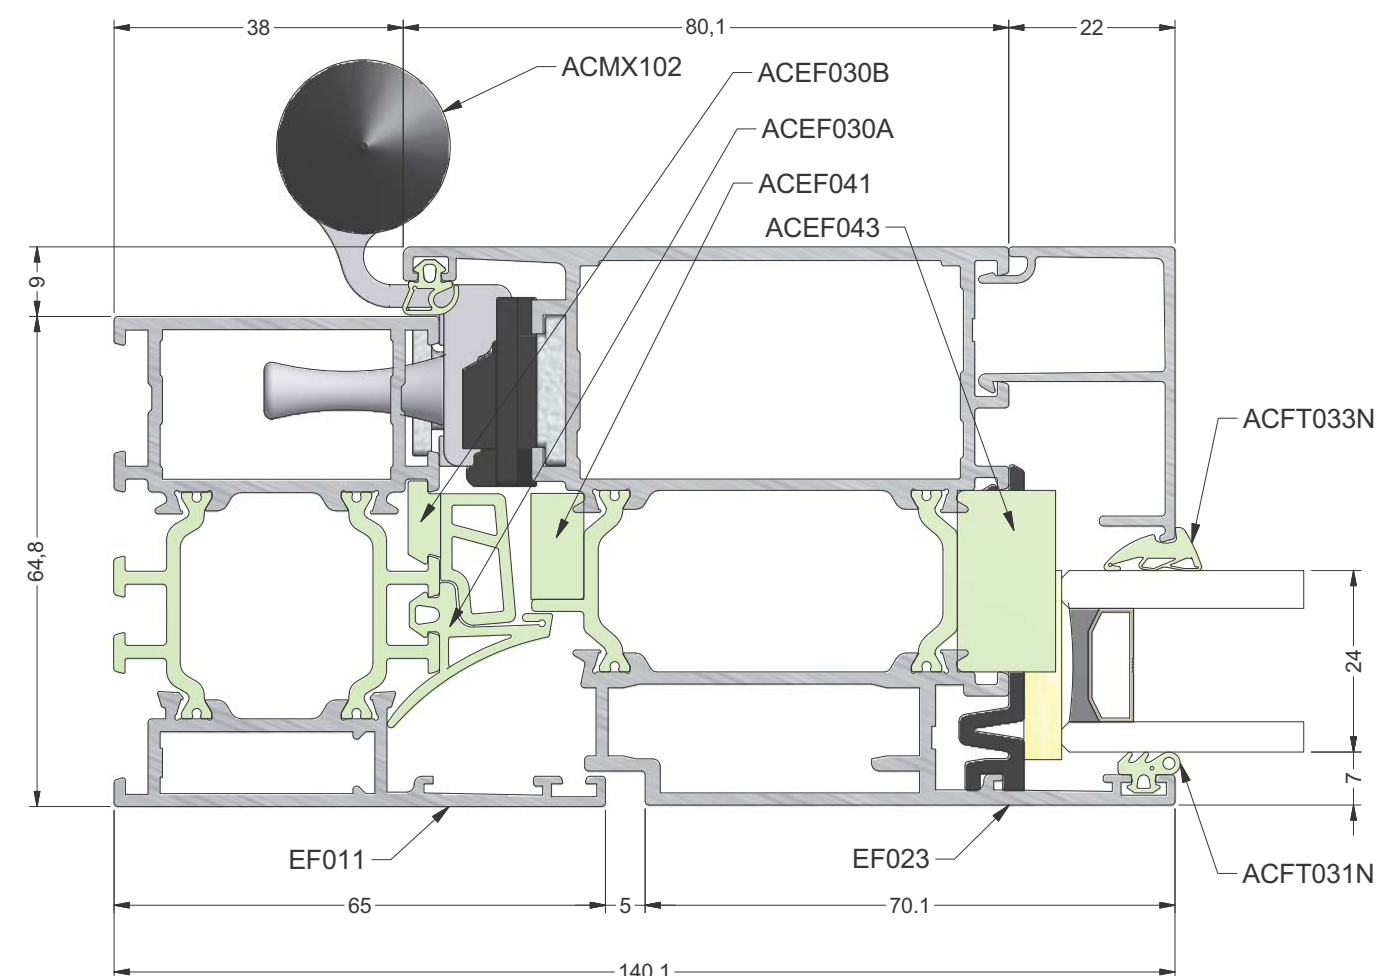 38
80,1
22
ACMX102
ACEF030B
ACEF030A
ACEF041
ACEF043
9
ACFT033N
64,8
24
7
EF011
EF023
ACFT031N
65
5
70.1
140,1